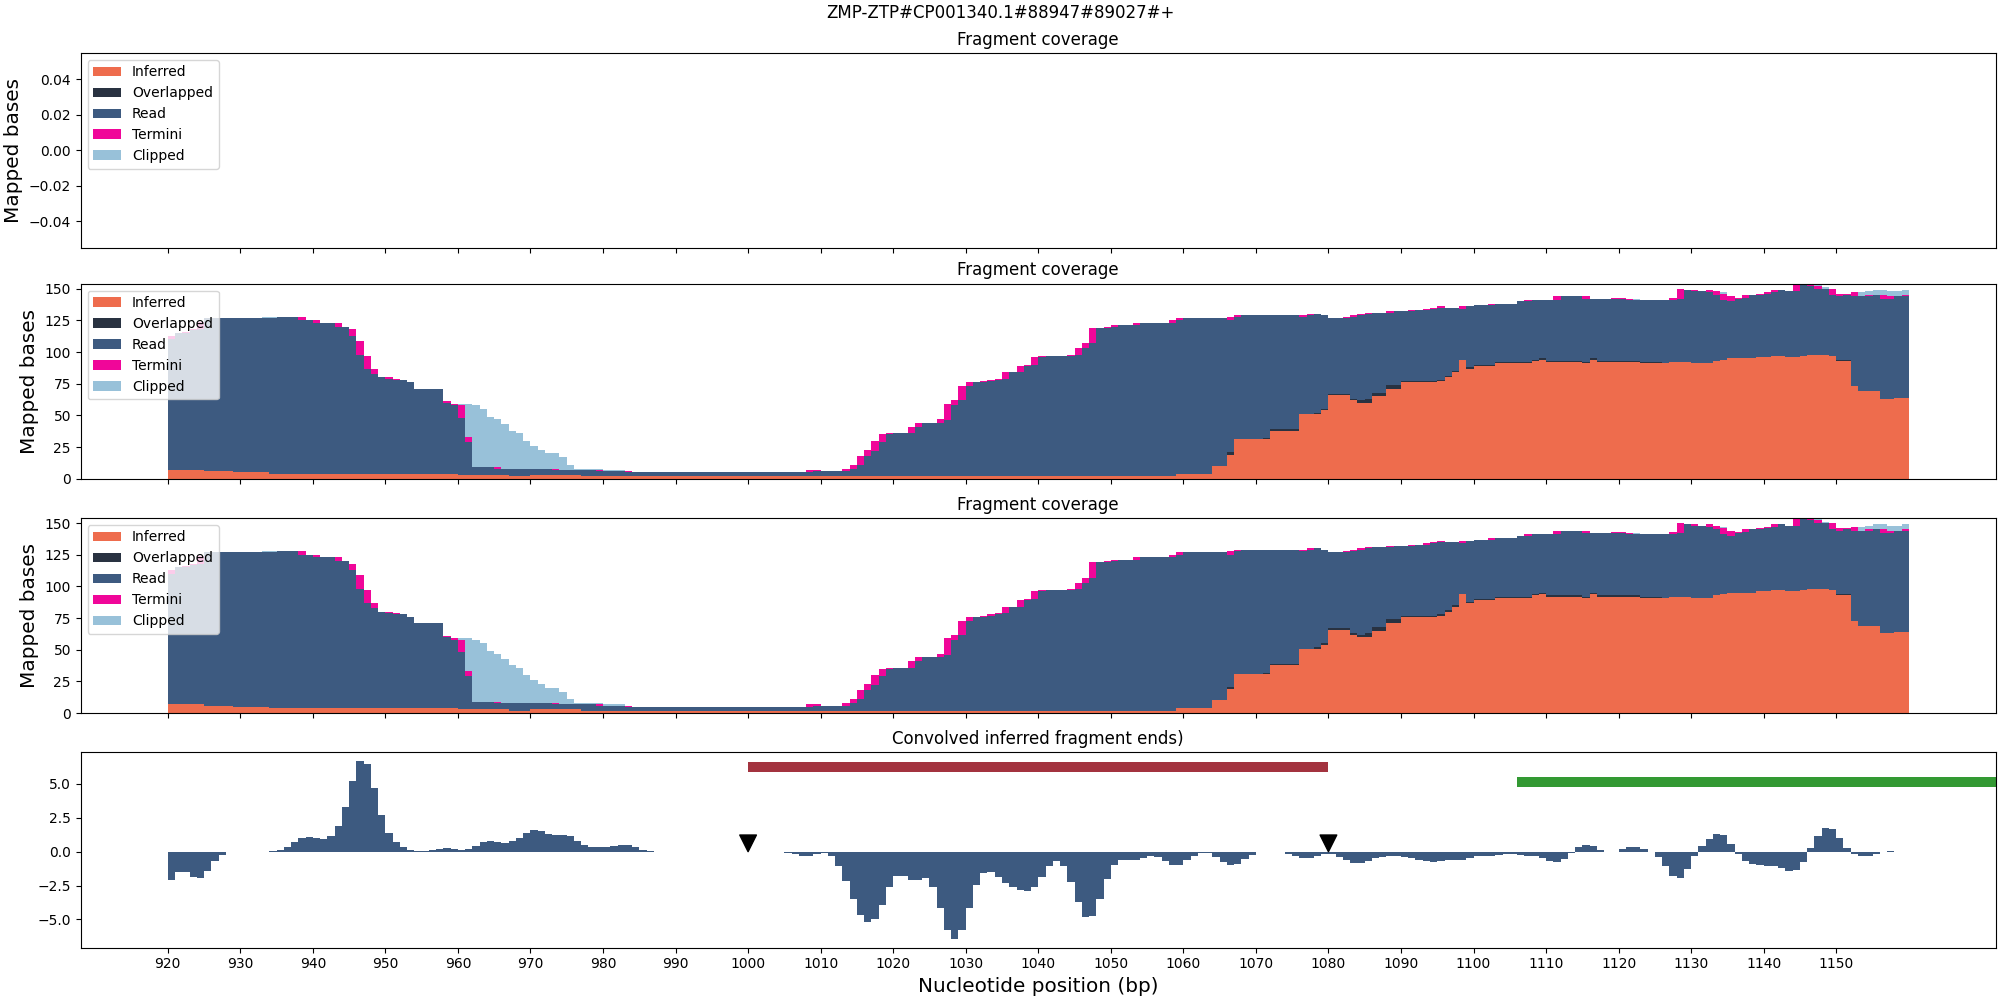 ZMP-ZTP#CP001340.1#88947#89027#+
Fragment coverage
Mapped bases
0.04
0.02
0.00
−0.02
−0.04
Inferred
Overlapped
Read
Termini
Clipped
Fragment coverage
Mapped bases
150
125
100
75
50
25
0
Inferred
Overlapped
Read
Termini
Clipped
Fragment coverage
Mapped bases
150
125
100
75
50
25
0
Inferred
Overlapped
Read
Termini
Clipped
Convolved inferred fragment ends)
5.0
2.5
0.0
−2.5
−5.0
920 930 940 950 960 970 980 990 1000 1010 1020 1030 1040 1050 1060 1070 1080 1090 1100 1110 1120 1130 1140 1150
Nucleotide position (bp)